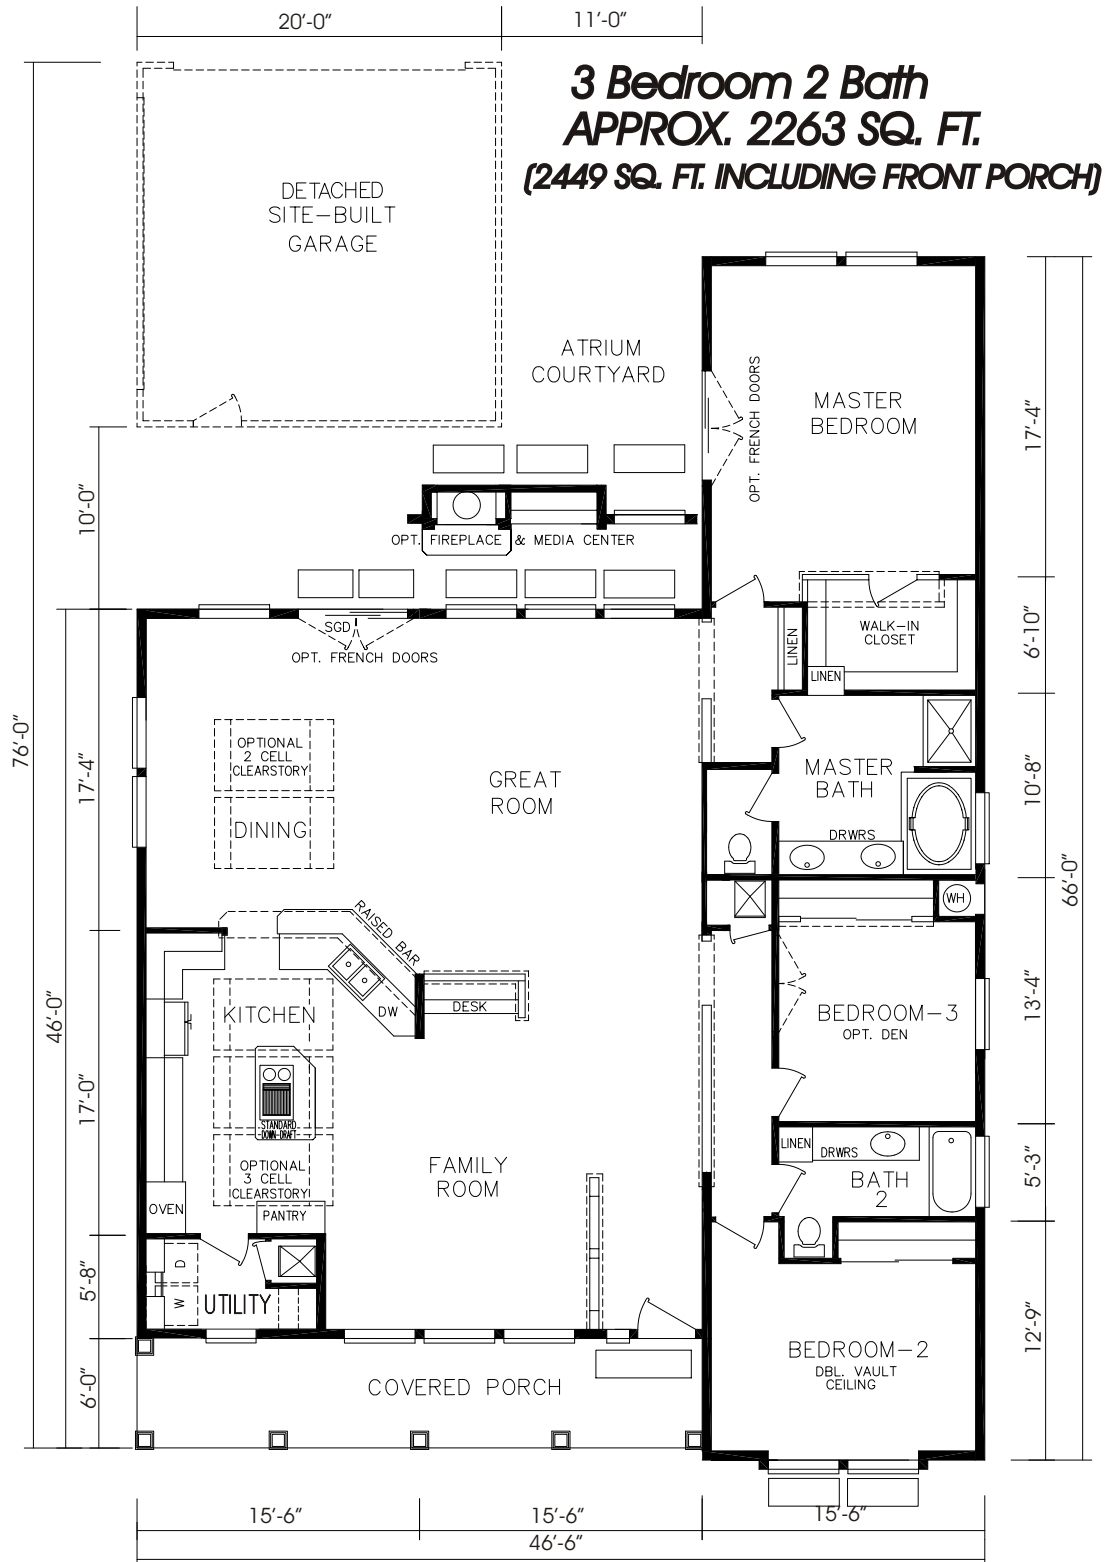 20'-0"
11'-0"
3 Bedroom 2 Bath
APPROX. 2263 SQ. FT.
(2449 SQ. FT. INCLUDING FRONT PORCH)
DETACHED
SITE-BUILT
GARAGE
ATRIUM
COURTYARD
OPT. FRENCH DOORS
MASTER
BEDROOM
17'-4"
10'-0"
OPT. FIREPLACE & MEDIA CENTER
SGD
OPT. FRENCH DOORS
LINEN
WALK-IN
CLOSET
LINEN
6'-10"
76'-0"
17'-4"
OPTIONAL
2 CELL
CLEARSTORY
DINING
GREAT
ROOM
MASTER
BATH
DRWRS
10'-8"
66'-0"
WH
RAISED BAR
46'-0"
KITCHEN
DW
DESK
BEDROOM-3
OPT. DEN
13'-4"
17'-0"
STANDARD
DOWN-DRAFT
OPTIONAL
3 CELL
CLEARSTORY
FAMILY
ROOM
LINEN
DRWRS
BATH
2
5'-3"
OVEN
PANTRY
5'-8"
D
W
UTILITY
BEDROOM-2
DBL. VAULT
CEILING
12'-9"
6'-0"
COVERED PORCH
15'-6"
15'-6"
15'-6"
46'-6"